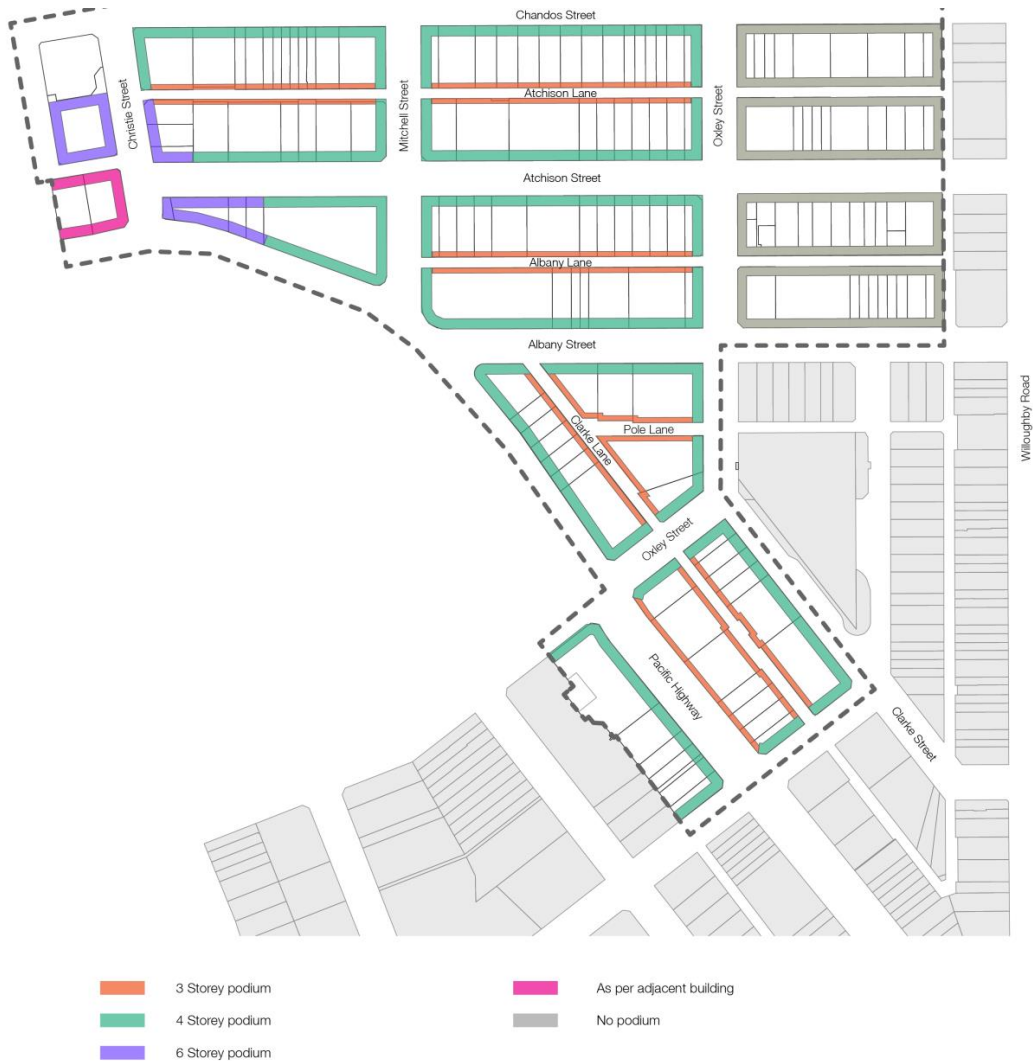 Chandos Street
Christie Street
Mitchell Street
Atchison Lane
Oxley Street
Atchison Street
Albany Lane
Albany Street
Willoughby Road
Clarke Lane
Pole Lane
Oxley Street
Pacific Highway
Clarke Street
3 Storey podium
As per adjacent building
4 Storey podium
No podium
6 Storey podium